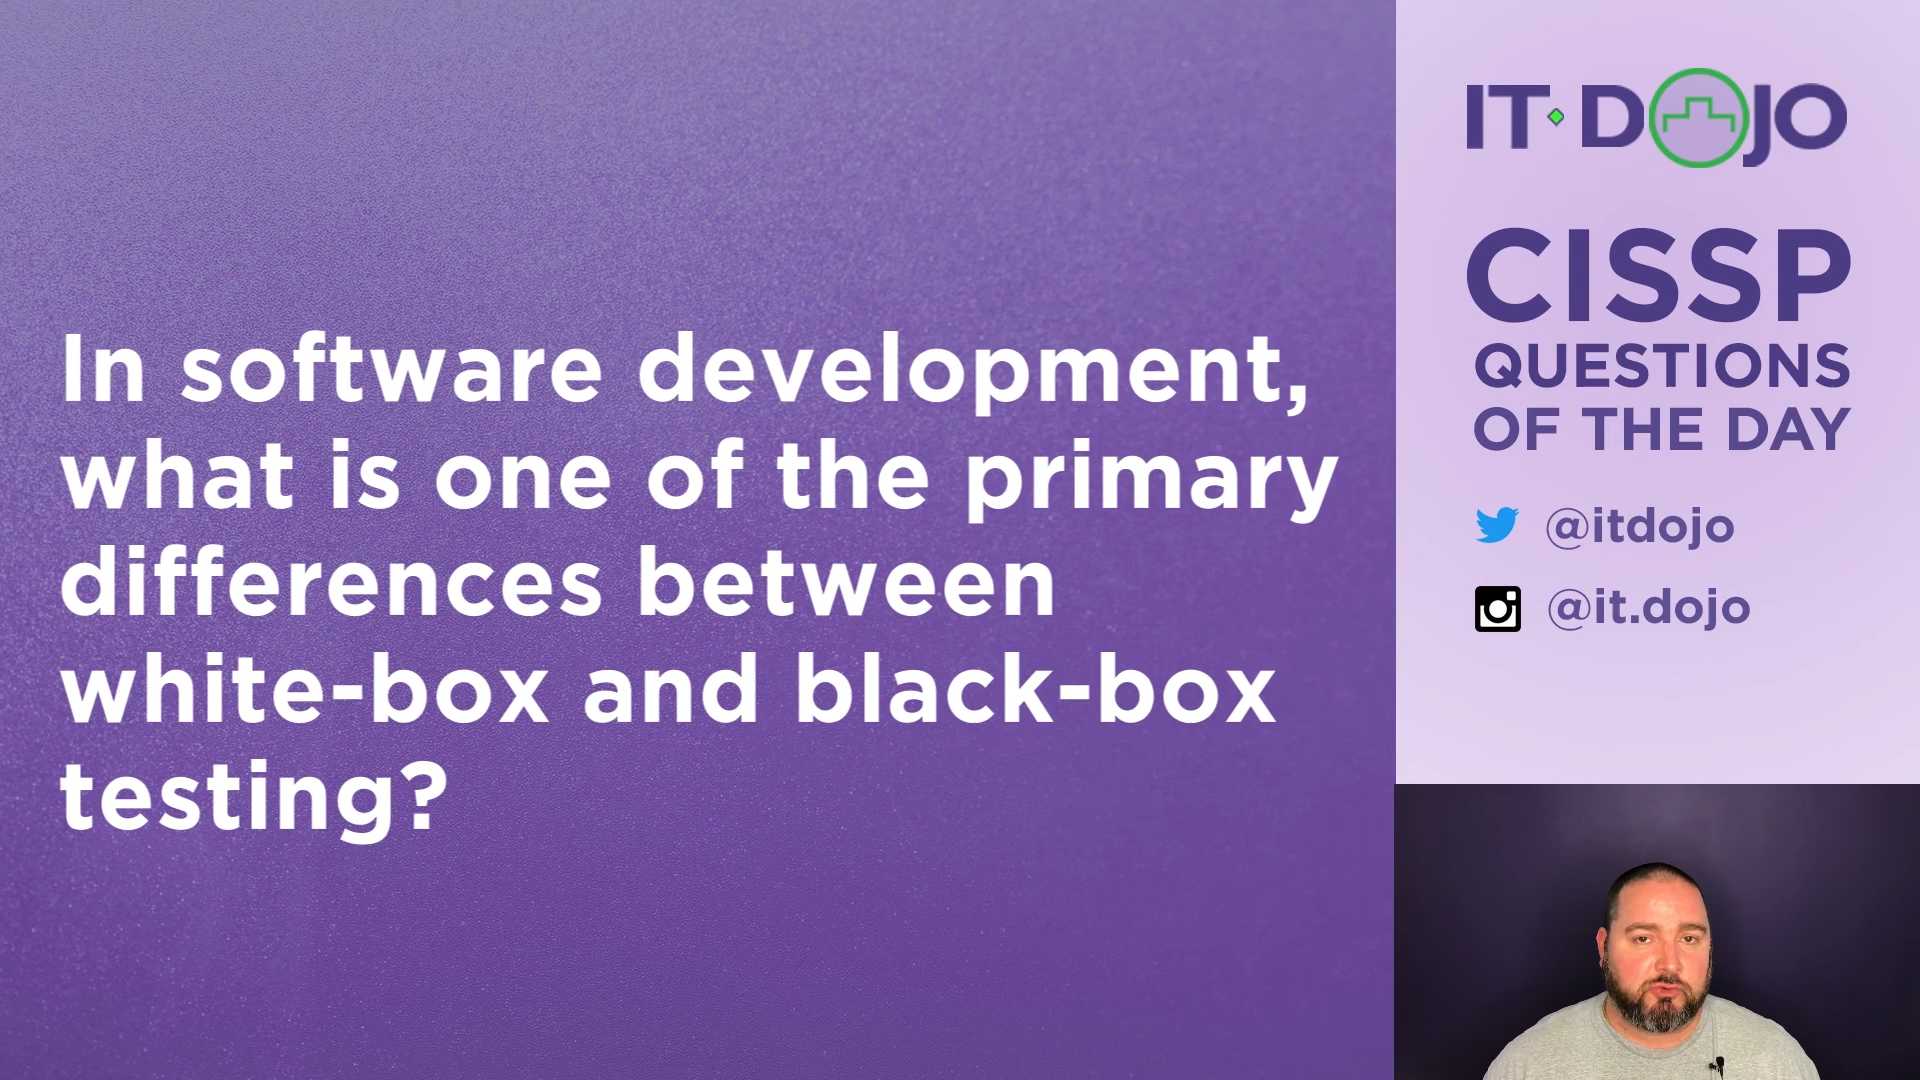 In software development,
what is one of the primary
differences between
white-box and black-box
testing?
IT DOJO
CISSP
QUESTIONS
OF THE DAY
@itdojo
@it.dojo